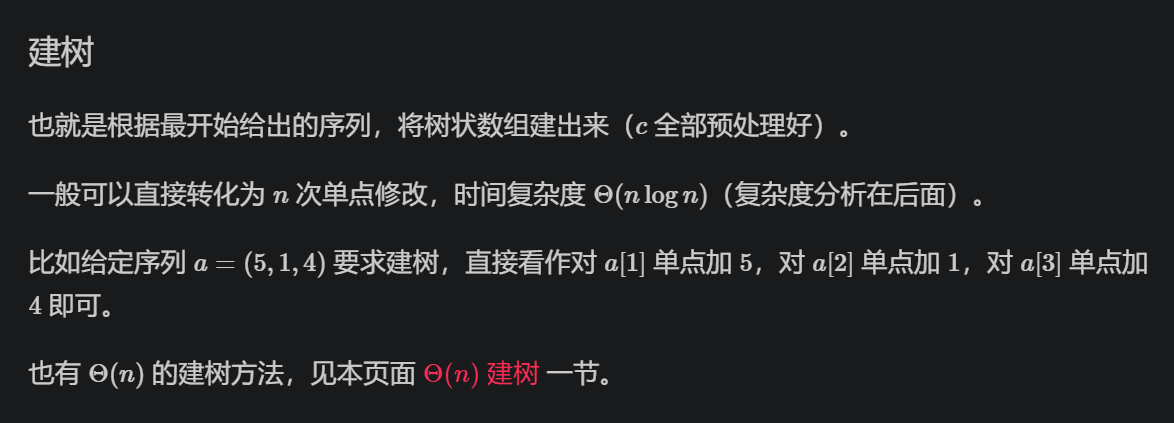 建树
也就是根据最开始给出的序列，将树状数组建出来（c 全部预处理好）。
一般可以直接转化为 n 次单点修改，时间复杂度 Θ(n log n)（复杂度分析在后面）。
比如给定序列 a = (5, 1, 4) 要求建树，直接看作对 a[1] 单点加 5，对 a[2] 单点加 1，对 a[3] 单点加
4 即可。
也有 Θ(n) 的建树方法，见本页面 Θ(n) 建树 一节。